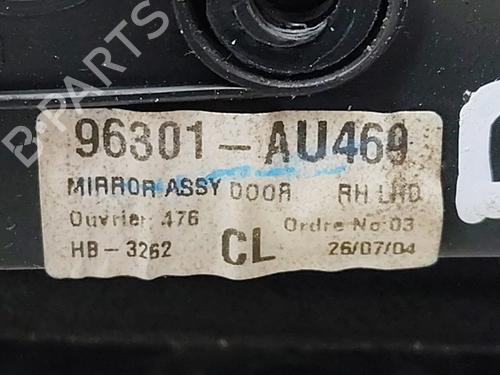 96301-AU469
MIRROR ASSY DOOR RH LHD
Ouvrier 476 Ordre No 03
HB-3262 CL 26/07/04
B-PARTS